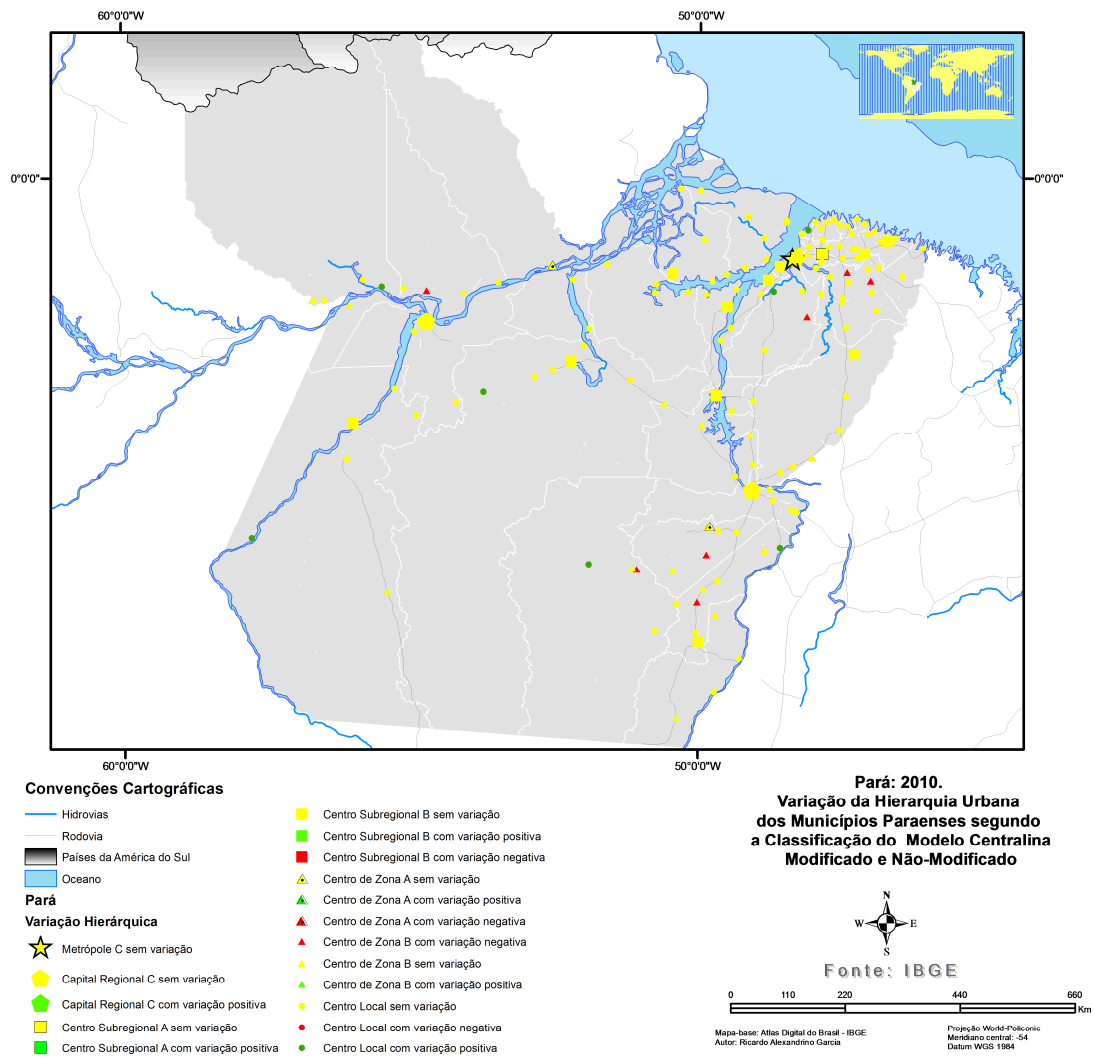 60°0'0"W
50°0'0"W
0°0'0"
0°0'0"
60°0'0"W
50°0'0"W
Convenções Cartográficas
Hidrovias
Rodovia
Países da América do Sul
Oceano
Pará
Variação Hierárquica
Metrópole C sem variação
Capital Regional C sem variação
Capital Regional C com variação positiva
Centro Subregional A sem variação
Centro Subregional A com variação positiva
Centro Subregional B sem variação
Centro Subregional B com variação positiva
Centro Subregional B com variação negativa
Centro de Zona A sem variação
Centro de Zona A com variação positiva
Centro de Zona A com variação negativa
Centro de Zona B com variação negativa
Centro de Zona B sem variação
Centro de Zona B com variação positiva
Centro Local sem variação
Centro Local com variação negativa
Centro Local com variação positiva
Pará: 2010.
Variação da Hierarquia Urbana
dos Municípios Paraenses segundo
a Classificação do Modelo Centralina
Modificado e Não-Modificado
N
W E
S
Fonte: IBGE
0 110 220 440 660
Km
Mapa-base: Atlas Digital do Brasil - IBGE
Autor: Ricardo Alexandrino Garcia
Projeção World-Policonic
Meridiano central: -54
Datum WGS 1984